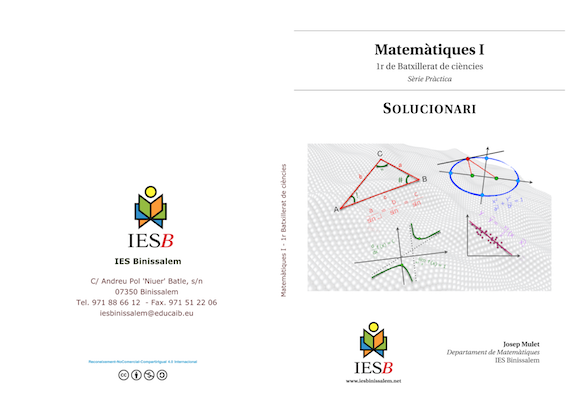 IESB
IES Binissalem
C/ Andreu Pol 'Niuer' Batle, s/n
07350 Binissalem
Tel. 971 88 66 12 - Fax. 971 51 22 06
iesbinissalem@educaib.eu
Reconeixement-NoComercial-CompartirIgual 4.0 Internacional
Matemàtiques I - 1r Batxillerat de ciències
Matemàtiques I
1r de Batxillerat de ciències
Sèrie Pràctica
SOLUCIONARI
C
B
A
IESB
www.iesbinissalem.net
Josep Mulet
Departament de Matemàtiques
IES Binissalem